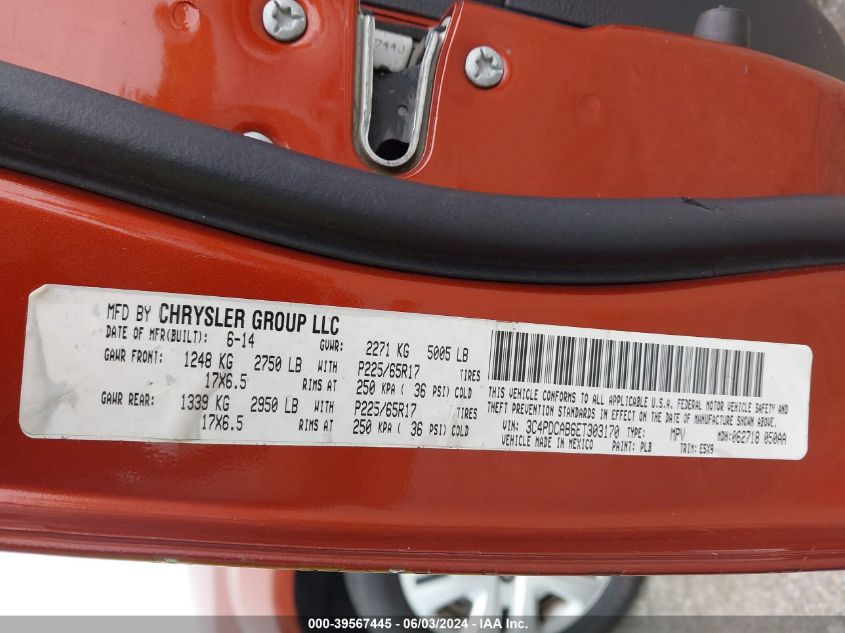 744J
MFD BY CHRYSLER GROUP LLC
DATE OF MFR(BUILT): 6-14 GVWR: 2271 KG 5005 LB
GAWR FRONT: 1248 KG 2750 LB WITH P225/65R17 TIRES
17X6.5 RIMS AT 250 KPA ( 36 PSI) COLD
GAWR REAR: 1339 KG 2950 LB WITH P225/65R17 TIRES
17X6.5 RIMS AT 250 KPA ( 36 PSI) COLD
THIS VEHICLE CONFORMS TO ALL APPLICABLE U.S.A. FEDERAL MOTOR VEHICLE SAFETY AND
THEFT PREVENTION STANDARDS IN EFFECT ON THE DATE OF MANUFACTURE SHOWN ABOVE.
VIN: 3C4PDCAB6ET303170 TYPE: MPV MDH: 062718 050AA
VEHICLE MADE IN MEXICO PAINT: PLB TRIM: ESX9
000-39567445 - 06/03/2024 - IAA Inc.